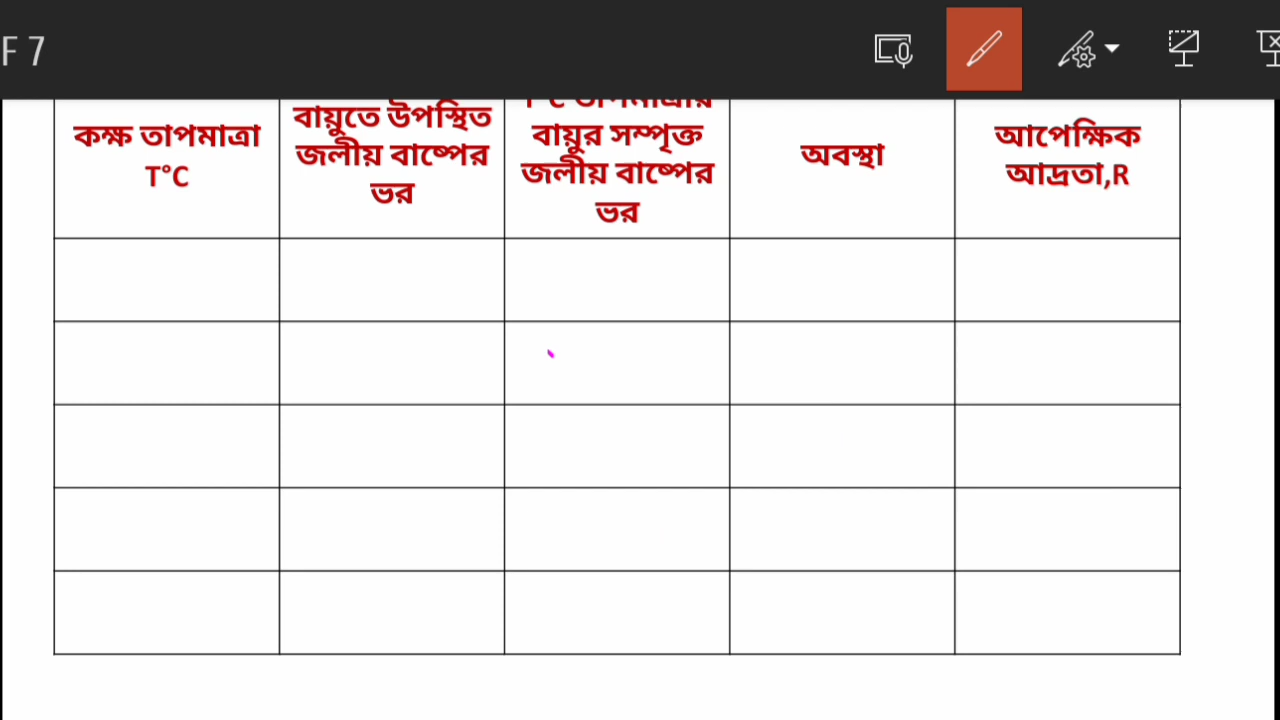 F 7
কক্ষ তাপমাত্রা
T°C
বায়ুতে উপস্থিত
জলীয় বাষ্পের
ভর
বায়ুর সম্পৃক্ত
জলীয় বাষ্পের
ভর
অবস্থা
আপেক্ষিক
আদ্রতা,R